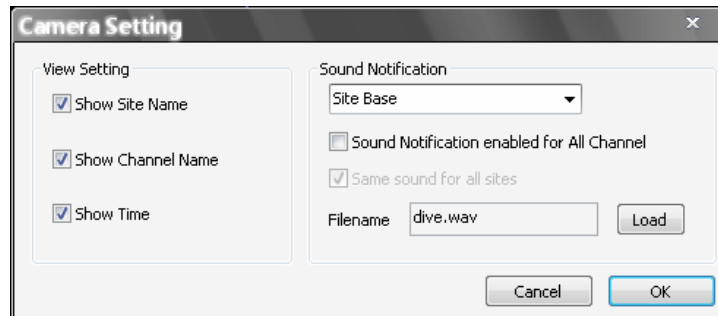 Camera Setting
View Setting
Show Site Name
Show Channel Name
Show Time
Sound Notification
Site Base
Sound Notification enabled for All Channel
Same sound for all sites
Filename dive.wav Load
Cancel OK